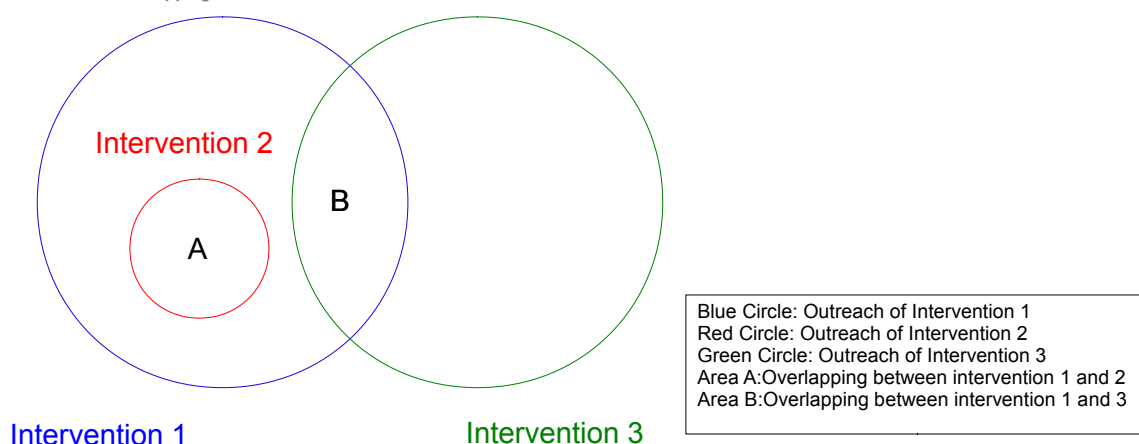 Intervention 2
B
A
Blue Circle: Outreach of Intervention 1
Red Circle: Outreach of Intervention 2
Green Circle: Outreach of Intervention 3
Area A:Overlapping between intervention 1 and 2
Area B:Overlapping between intervention 1 and 3
Intervention 1
Intervention 3